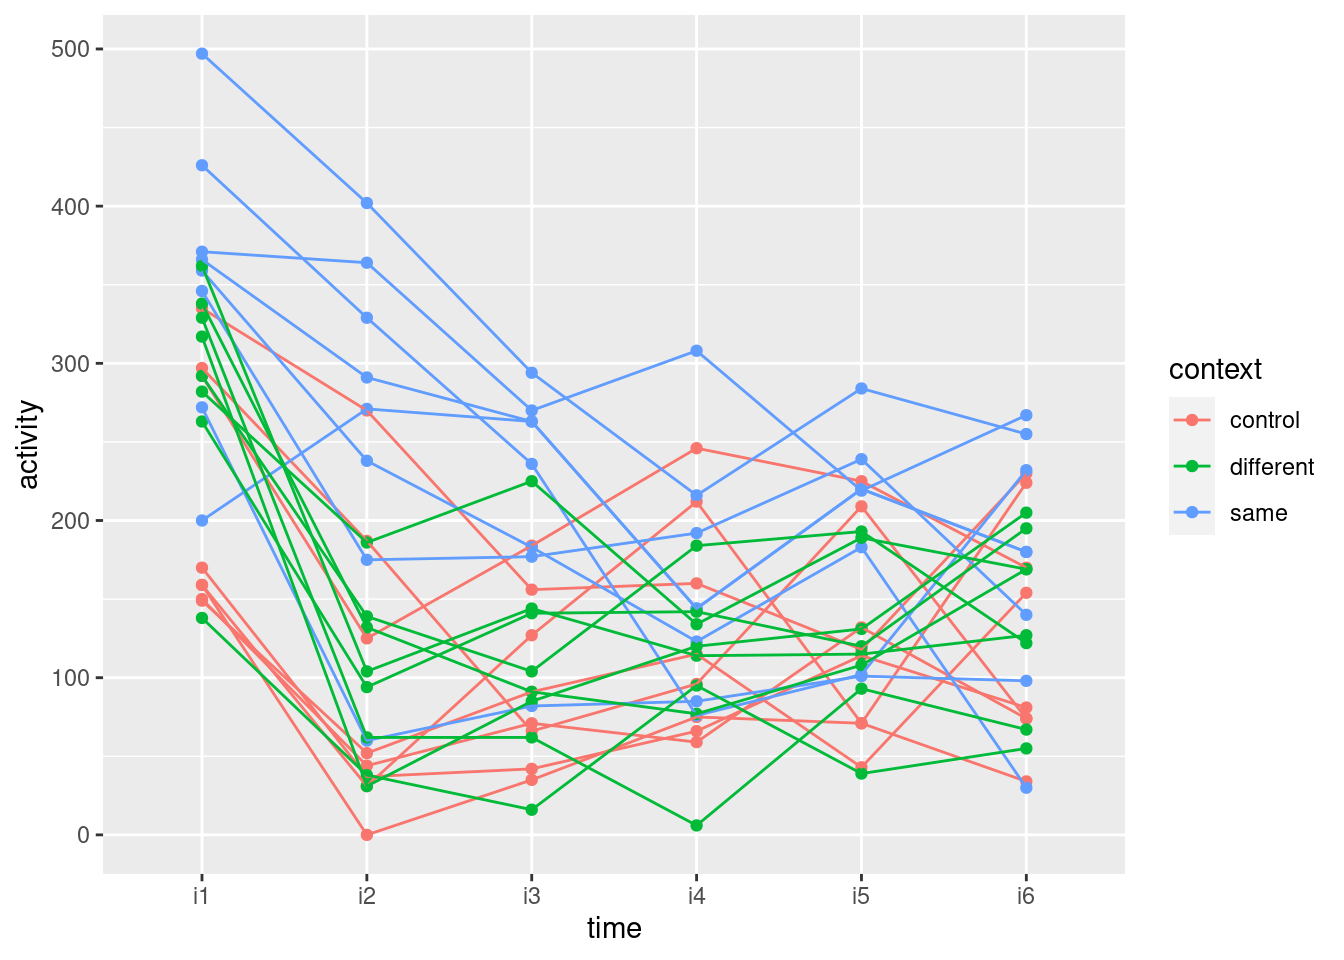 500
400
300
200
100
0
activity
i1 i2 i3 i4 i5 i6
time
context
control
different
same